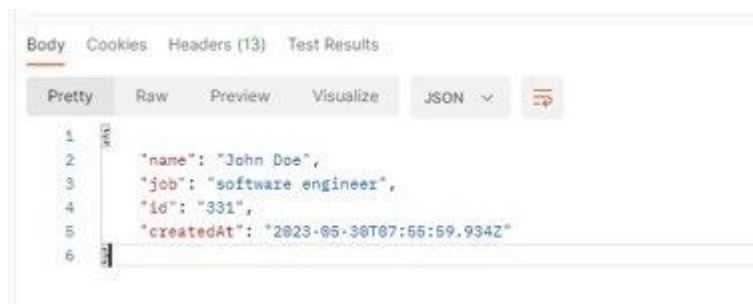 Body Cookies Headers (13) Test Results
Pretty Raw Preview Visualize JSON
1 {
2 "name": "John Doe",
3 "job": "software engineer",
4 "id": "331",
5 "createdAt": "2023-05-30T07:55:59.934Z"
6 }